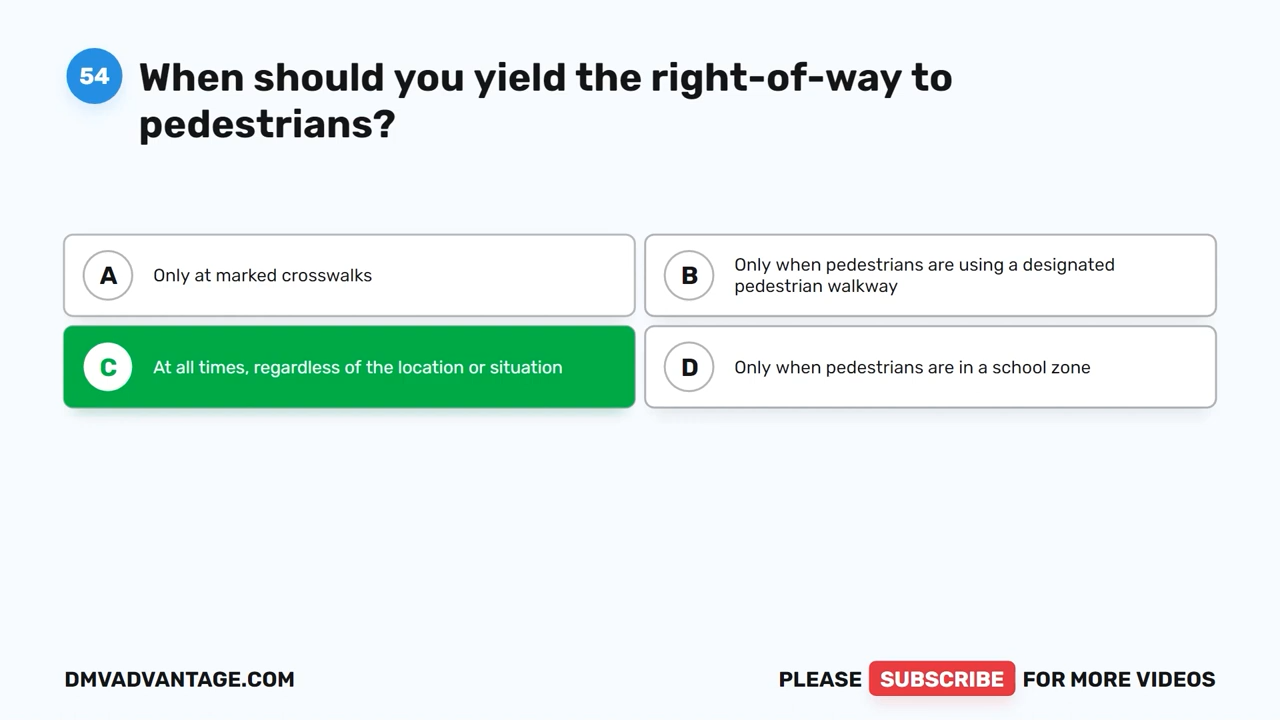 54
When should you yield the right-of-way to
pedestrians?
A
Only at marked crosswalks
B
Only when pedestrians are using a designated
pedestrian walkway
C
At all times, regardless of the location or situation
D
Only when pedestrians are in a school zone
DMVADVANTAGE.COM
PLEASE SUBSCRIBE FOR MORE VIDEOS